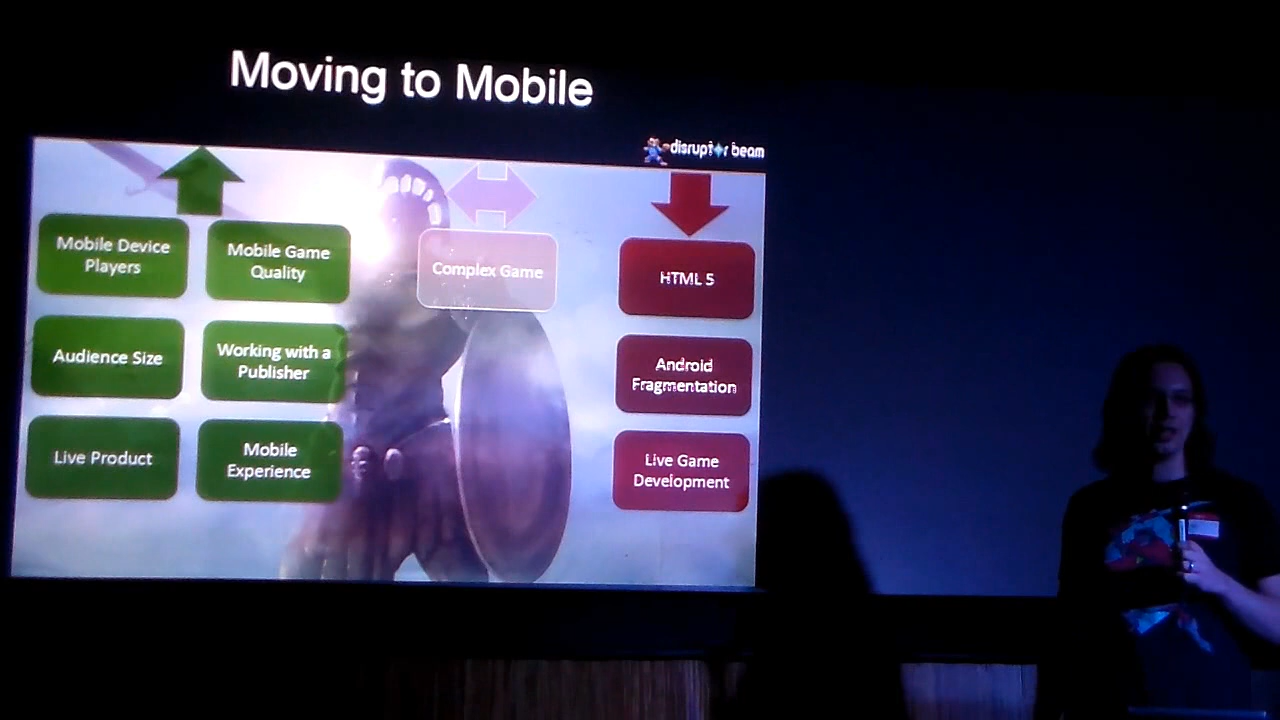 Moving to Mobile
disrupt✦r beam
Mobile Device
Players
Mobile Game
Quality
Complex Game
HTML 5
Audience Size
Working with a
Publisher
Android
Fragmentation
Live Product
Mobile
Experience
Live Game
Development